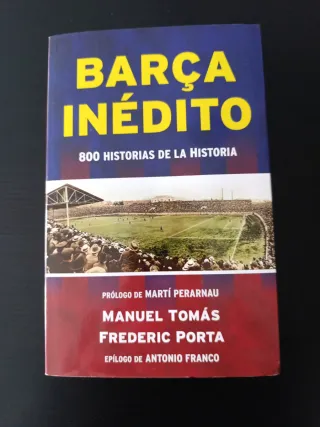 BARÇA
INÉDITO
800 HISTORIAS DE LA HISTORIA
PRÓLOGO DE MARTÍ PERARNAU
MANUEL TOMÁS
FREDERIC PORTA
EPÍLOGO DE ANTONIO FRANCO